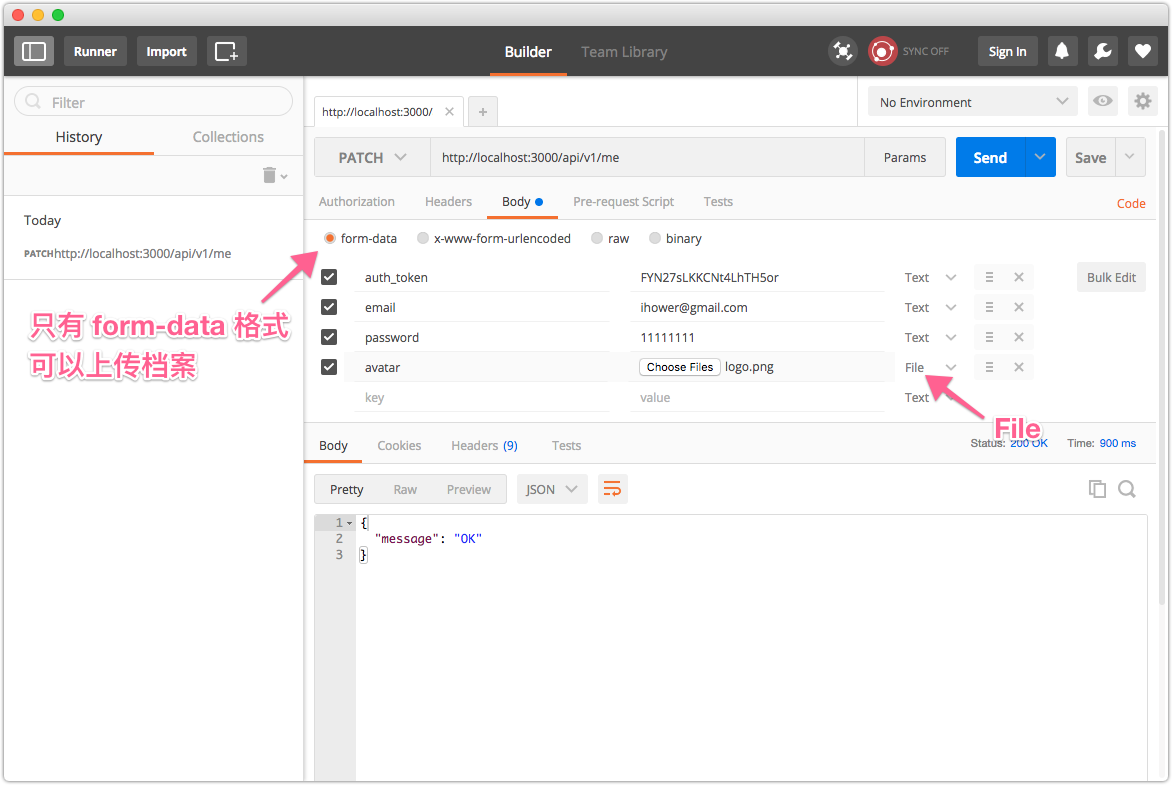 Runner Import Builder Team Library SYNC OFF Sign In
Filter
History Collections
Today
PATCH http://localhost:3000/api/v1/me
只有 form-data 格式
可以上传档案
http://localhost:3000/ No Environment
PATCH http://localhost:3000/api/v1/me Params Send Save
Authorization Headers Body Pre-request Script Tests Code
form-data x-www-form-urlencoded raw binary
auth_token FYN27sLKKCNt4LhTH5or Text Bulk Edit
email ihower@gmail.com Text
password 11111111 Text
avatar Choose Files logo.png File
key value Text
File
Body Cookies Headers (9) Tests Status: 200 OK Time: 900 ms
Pretty Raw Preview JSON
1 {
2 "message": "OK"
3 }